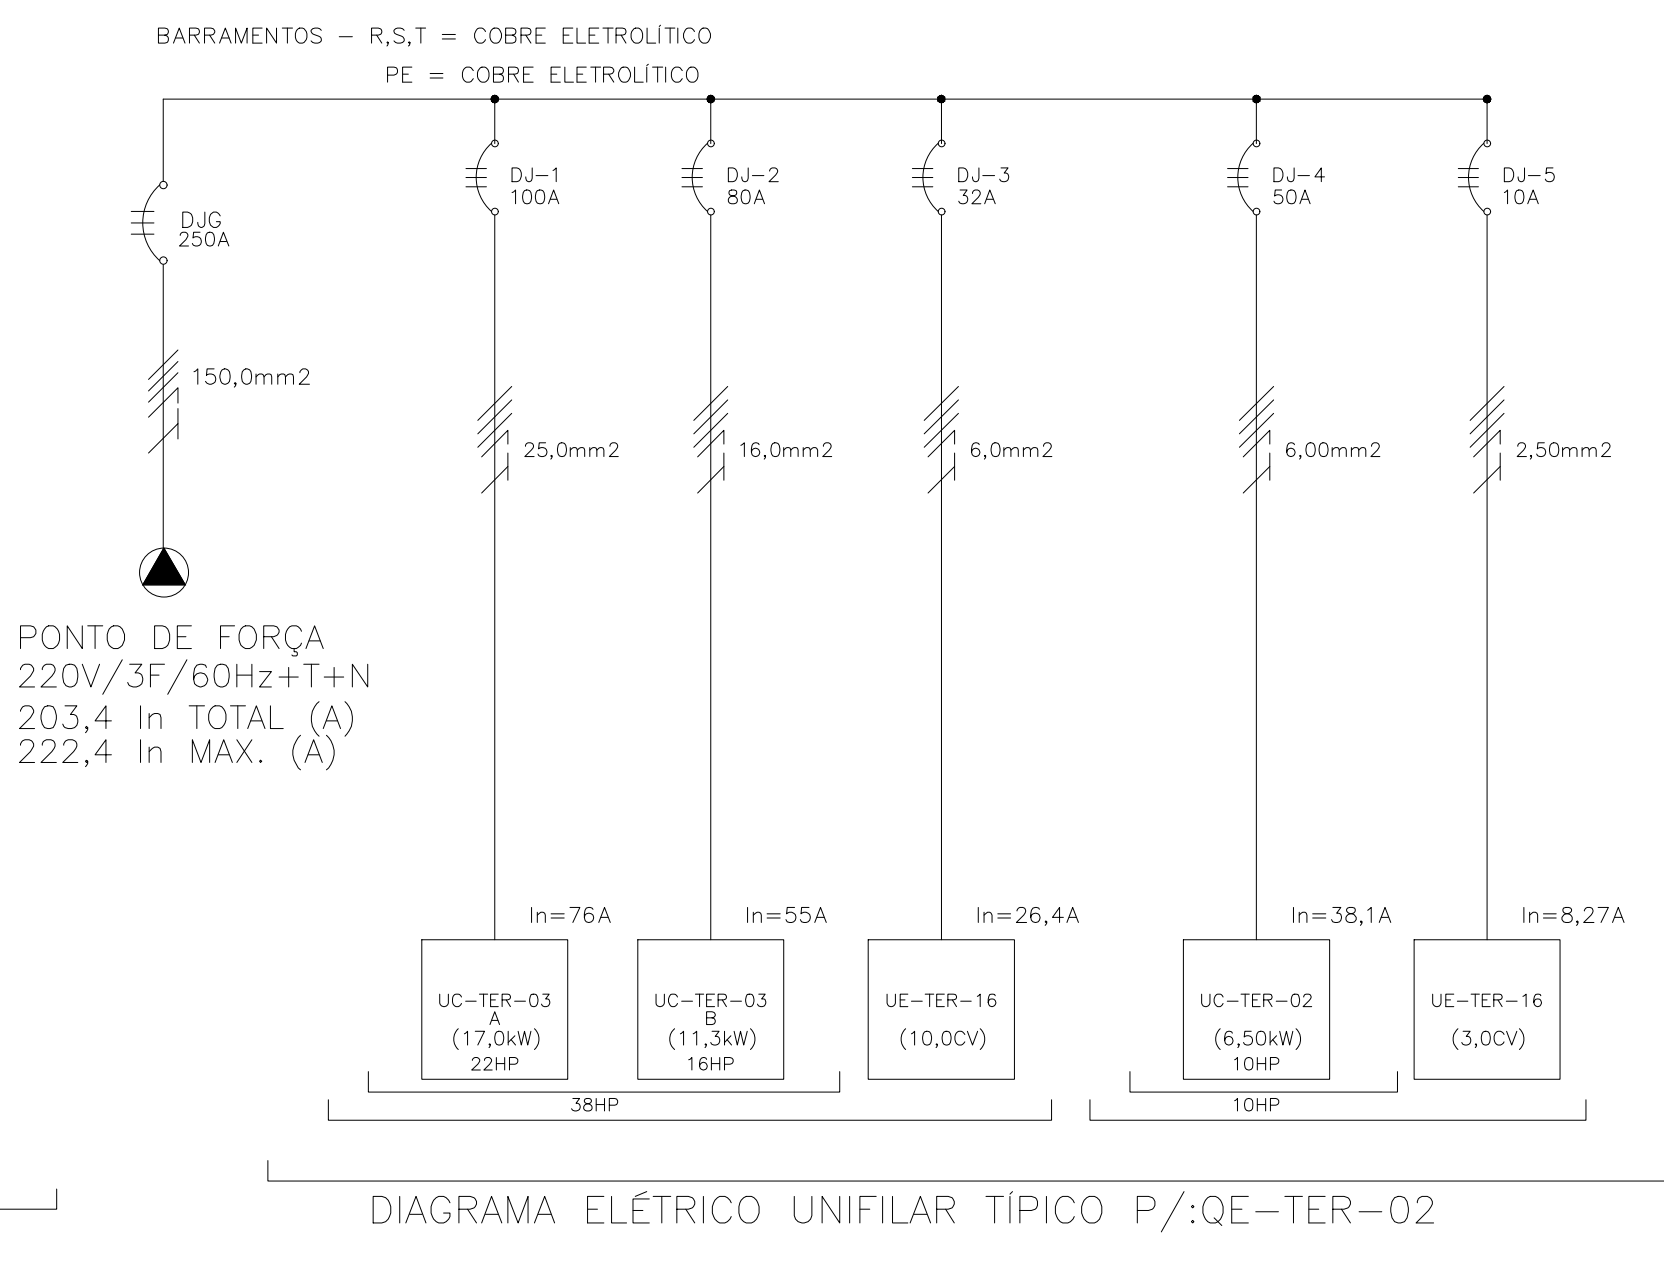 BARRAMENTOS - R,S,T = COBRE ELETROLÍTICO
PE = COBRE ELETROLÍTICO
DJG
250A
DJ-1
100A
DJ-2
80A
DJ-3
32A
DJ-4
50A
DJ-5
10A
150,0mm2
25,0mm2
16,0mm2
6,0mm2
6,00mm2
2,50mm2
PONTO DE FORÇA
220V/3F/60Hz+T+N
203,4 In TOTAL (A)
222,4 In MAX. (A)
In=76A
In=55A
In=26,4A
In=38,1A
In=8,27A
UC-TER-03
A
(17,0kW)
22HP
UC-TER-03
B
(11,3kW)
16HP
UE-TER-16
(10,0CV)
UC-TER-02
(6,50kW)
10HP
UE-TER-16
(3,0CV)
38HP
10HP
DIAGRAMA ELÉTRICO UNIFILAR TÍPICO P/:QE-TER-02